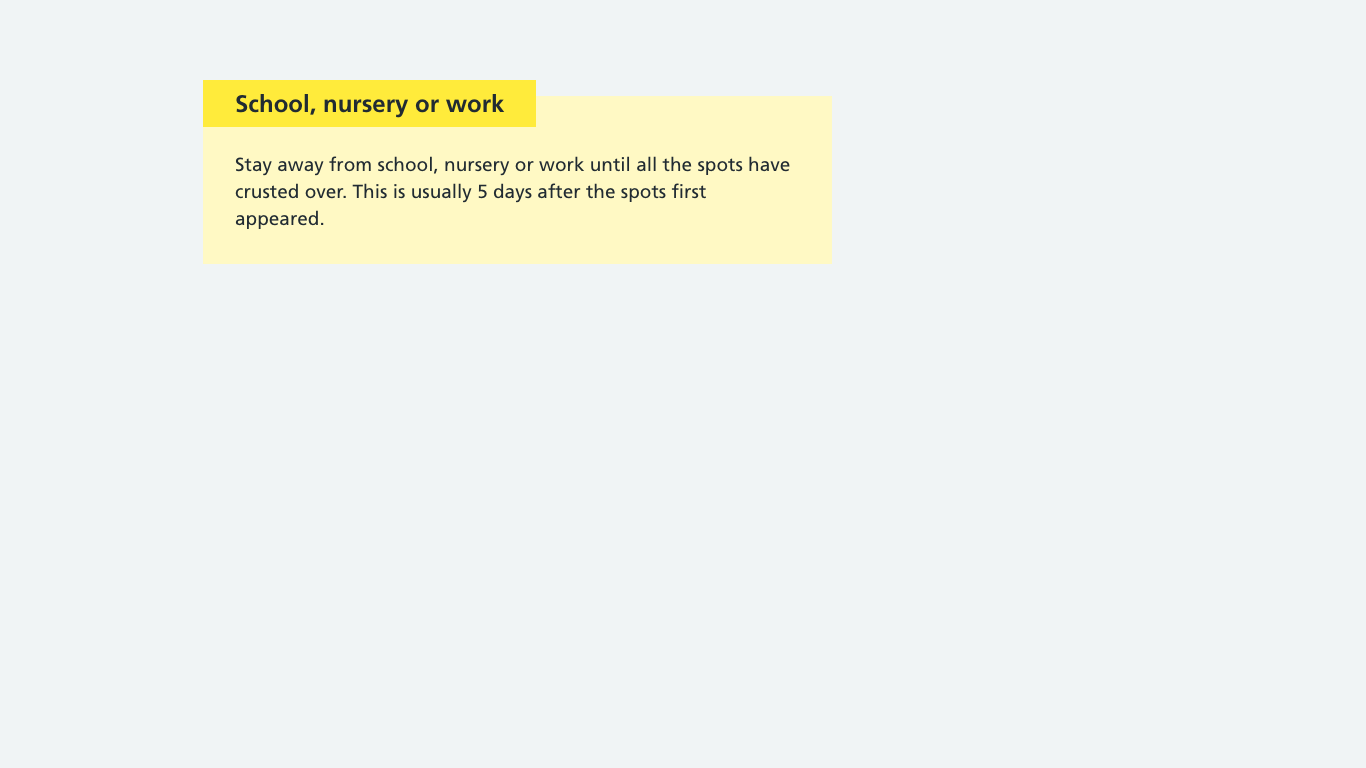 School, nursery or work
Stay away from school, nursery or work until all the spots have
crusted over. This is usually 5 days after the spots first
appeared.